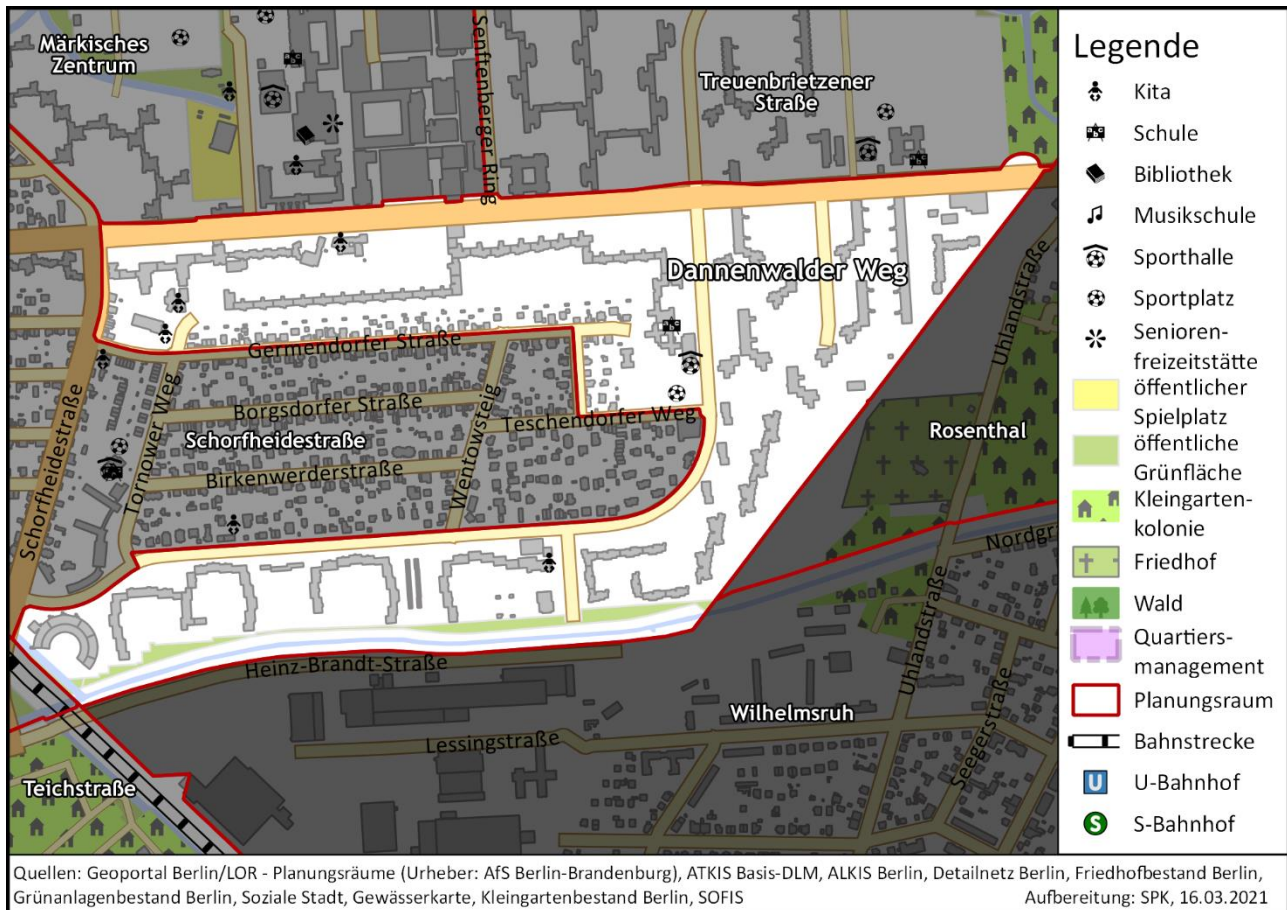 Märkisches
Zentrum
Senftenberger Ring
Treuenbrietzener
Straße
Dannenwalder Weg
Uhlandstraße
Germendorfer Straße
Borgsdorfer Straße
Schorfheidestraße
Birkenwerderstraße
Tornower Weg
Wentowsteig
Teschendorfer Weg
Schorfheidestraße
Rosenthal
Nordgr
Uhlandstraße
Heinz-Brandt-Straße
Wilhelmsruh
Lessingstraße
Seegerstraße
Teichstraße
Legende
Kita
Schule
Bibliothek
Musikschule
Sporthalle
Sportplatz
Senioren-
freizeitstätte
öffentlicher
Spielplatz
öffentliche
Grünfläche
Kleingarten-
kolonie
Friedhof
Wald
Quartiers-
management
Planungsraum
Bahnstrecke
U U-Bahnhof
S S-Bahnhof
Quellen: Geoportal Berlin/LOR - Planungsräume (Urheber: AfS Berlin-Brandenburg), ATKIS Basis-DLM, ALKIS Berlin, Detailnetz Berlin, Friedhofbestand Berlin,
Grünanlagenbestand Berlin, Soziale Stadt, Gewässerkarte, Kleingartenbestand Berlin, SOFIS Aufbereitung: SPK, 16.03.2021